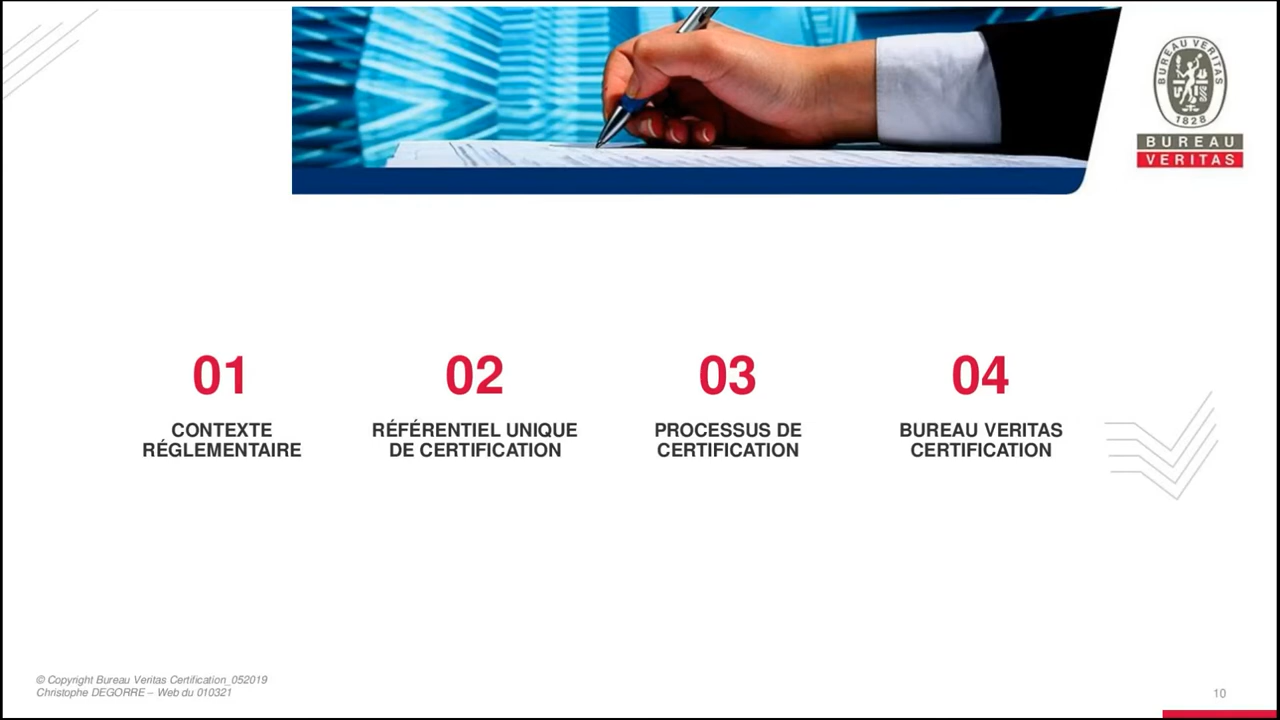 BUREAU VERITAS
1828
BUREAU
VERITAS
01
CONTEXTE
RÉGLEMENTAIRE
02
RÉFÉRENTIEL UNIQUE
DE CERTIFICATION
03
PROCESSUS DE
CERTIFICATION
04
BUREAU VERITAS
CERTIFICATION
© Copyright Bureau Veritas Certification_052019
Christophe DEGORRE – Web du 010321
10